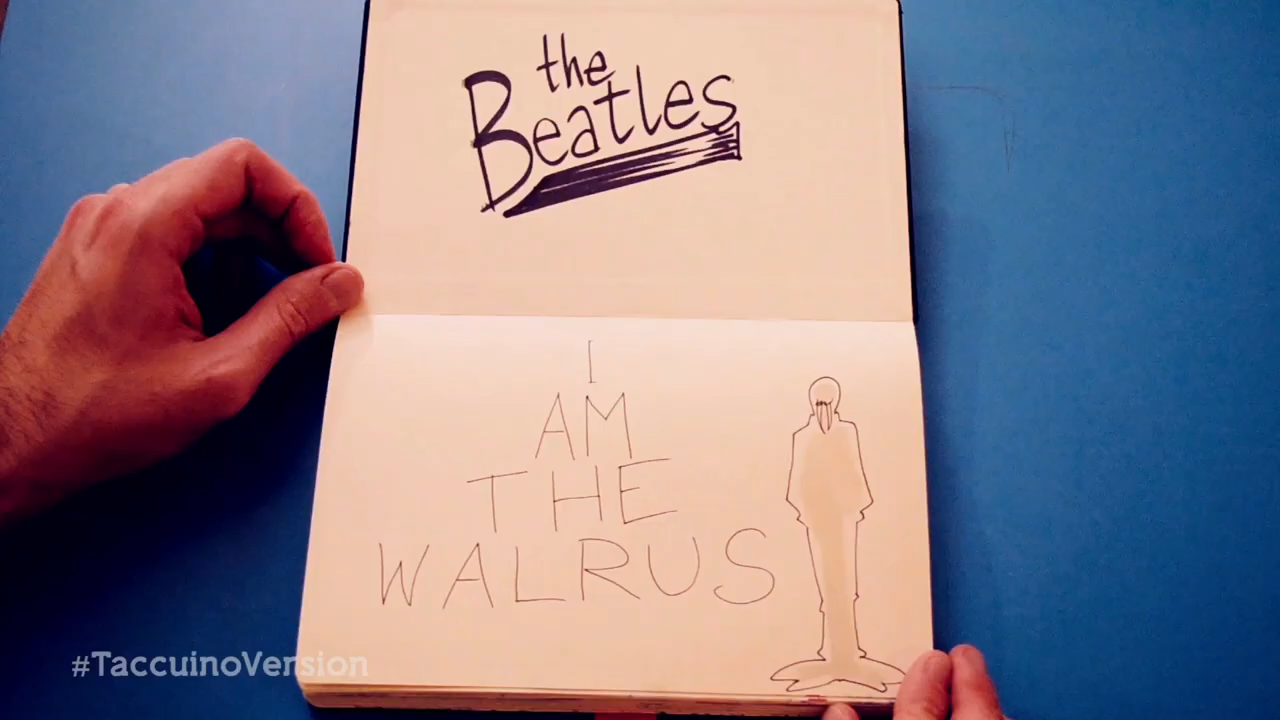 the
Beatles
I
AM
THE
WALRUS
#TaccuinoVersion